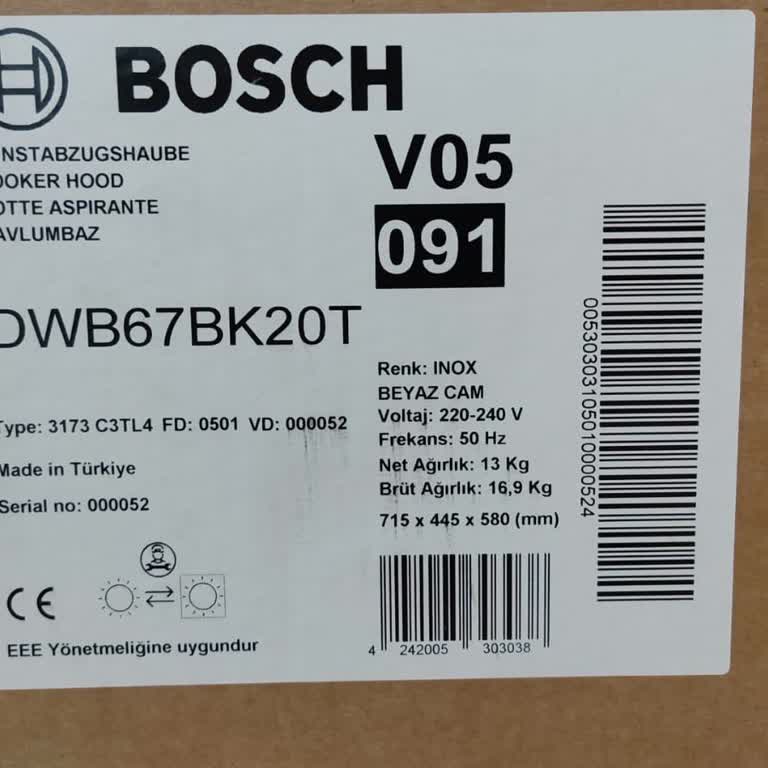 BOSCH
NSTABZUGSHAUBE
OOKER HOOD
OTTE ASPIRANTE
AVLUMBAZ
V05
091
DWB67BK20T
Type: 3173 C3TL4 FD: 0501 VD: 000052
Made in Türkiye
Serial no: 000052
Renk: INOX
BEYAZ CAM
Voltaj: 220-240 V
Frekans: 50 Hz
Net Ağırlık: 13 Kg
Brüt Ağırlık: 16,9 Kg
715 x 445 x 580 (mm)
00530303105010000524
CE
EEE Yönetmeliğine uygundur
4 242005 303038